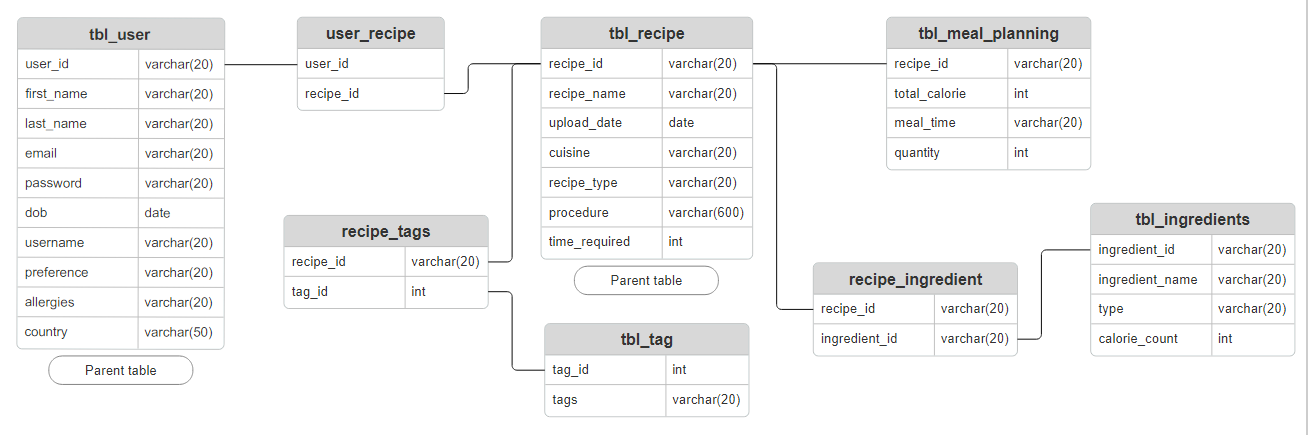 tbl_user
user_id varchar(20)
first_name varchar(20)
last_name varchar(20)
email varchar(20)
password varchar(20)
dob date
username varchar(20)
preference varchar(20)
allergies varchar(20)
country varchar(50)
Parent table
user_recipe
user_id
recipe_id
recipe_tags
recipe_id varchar(20)
tag_id int
tbl_recipe
recipe_id varchar(20)
recipe_name varchar(20)
upload_date date
cuisine varchar(20)
recipe_type varchar(20)
procedure varchar(600)
time_required int
Parent table
tbl_tag
tag_id int
tags varchar(20)
tbl_meal_planning
recipe_id varchar(20)
total_calorie int
meal_time varchar(20)
quantity int
recipe_ingredient
recipe_id varchar(20)
ingredient_id varchar(20)
tbl_ingredients
ingredient_id varchar(20)
ingredient_name varchar(20)
type varchar(20)
calorie_count int